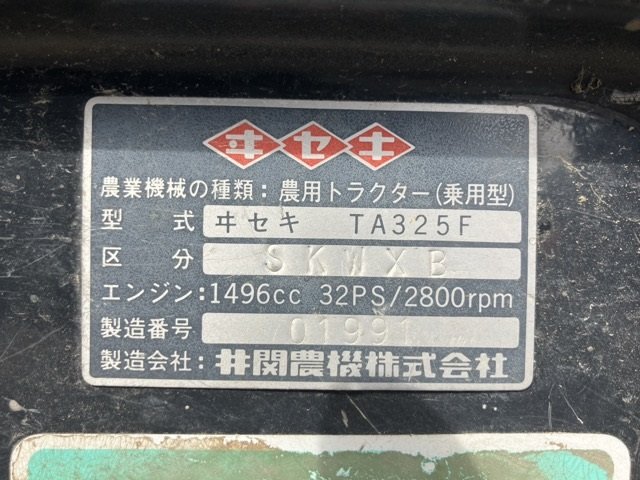 ヰセキ
農業機械の種類：農用トラクター（乗用型）
型式 ヰセキ TA325F
区分 SKWXB
エンジン：1496cc 32PS/2800rpm
製造番号 01991
製造会社：井関農機株式会社